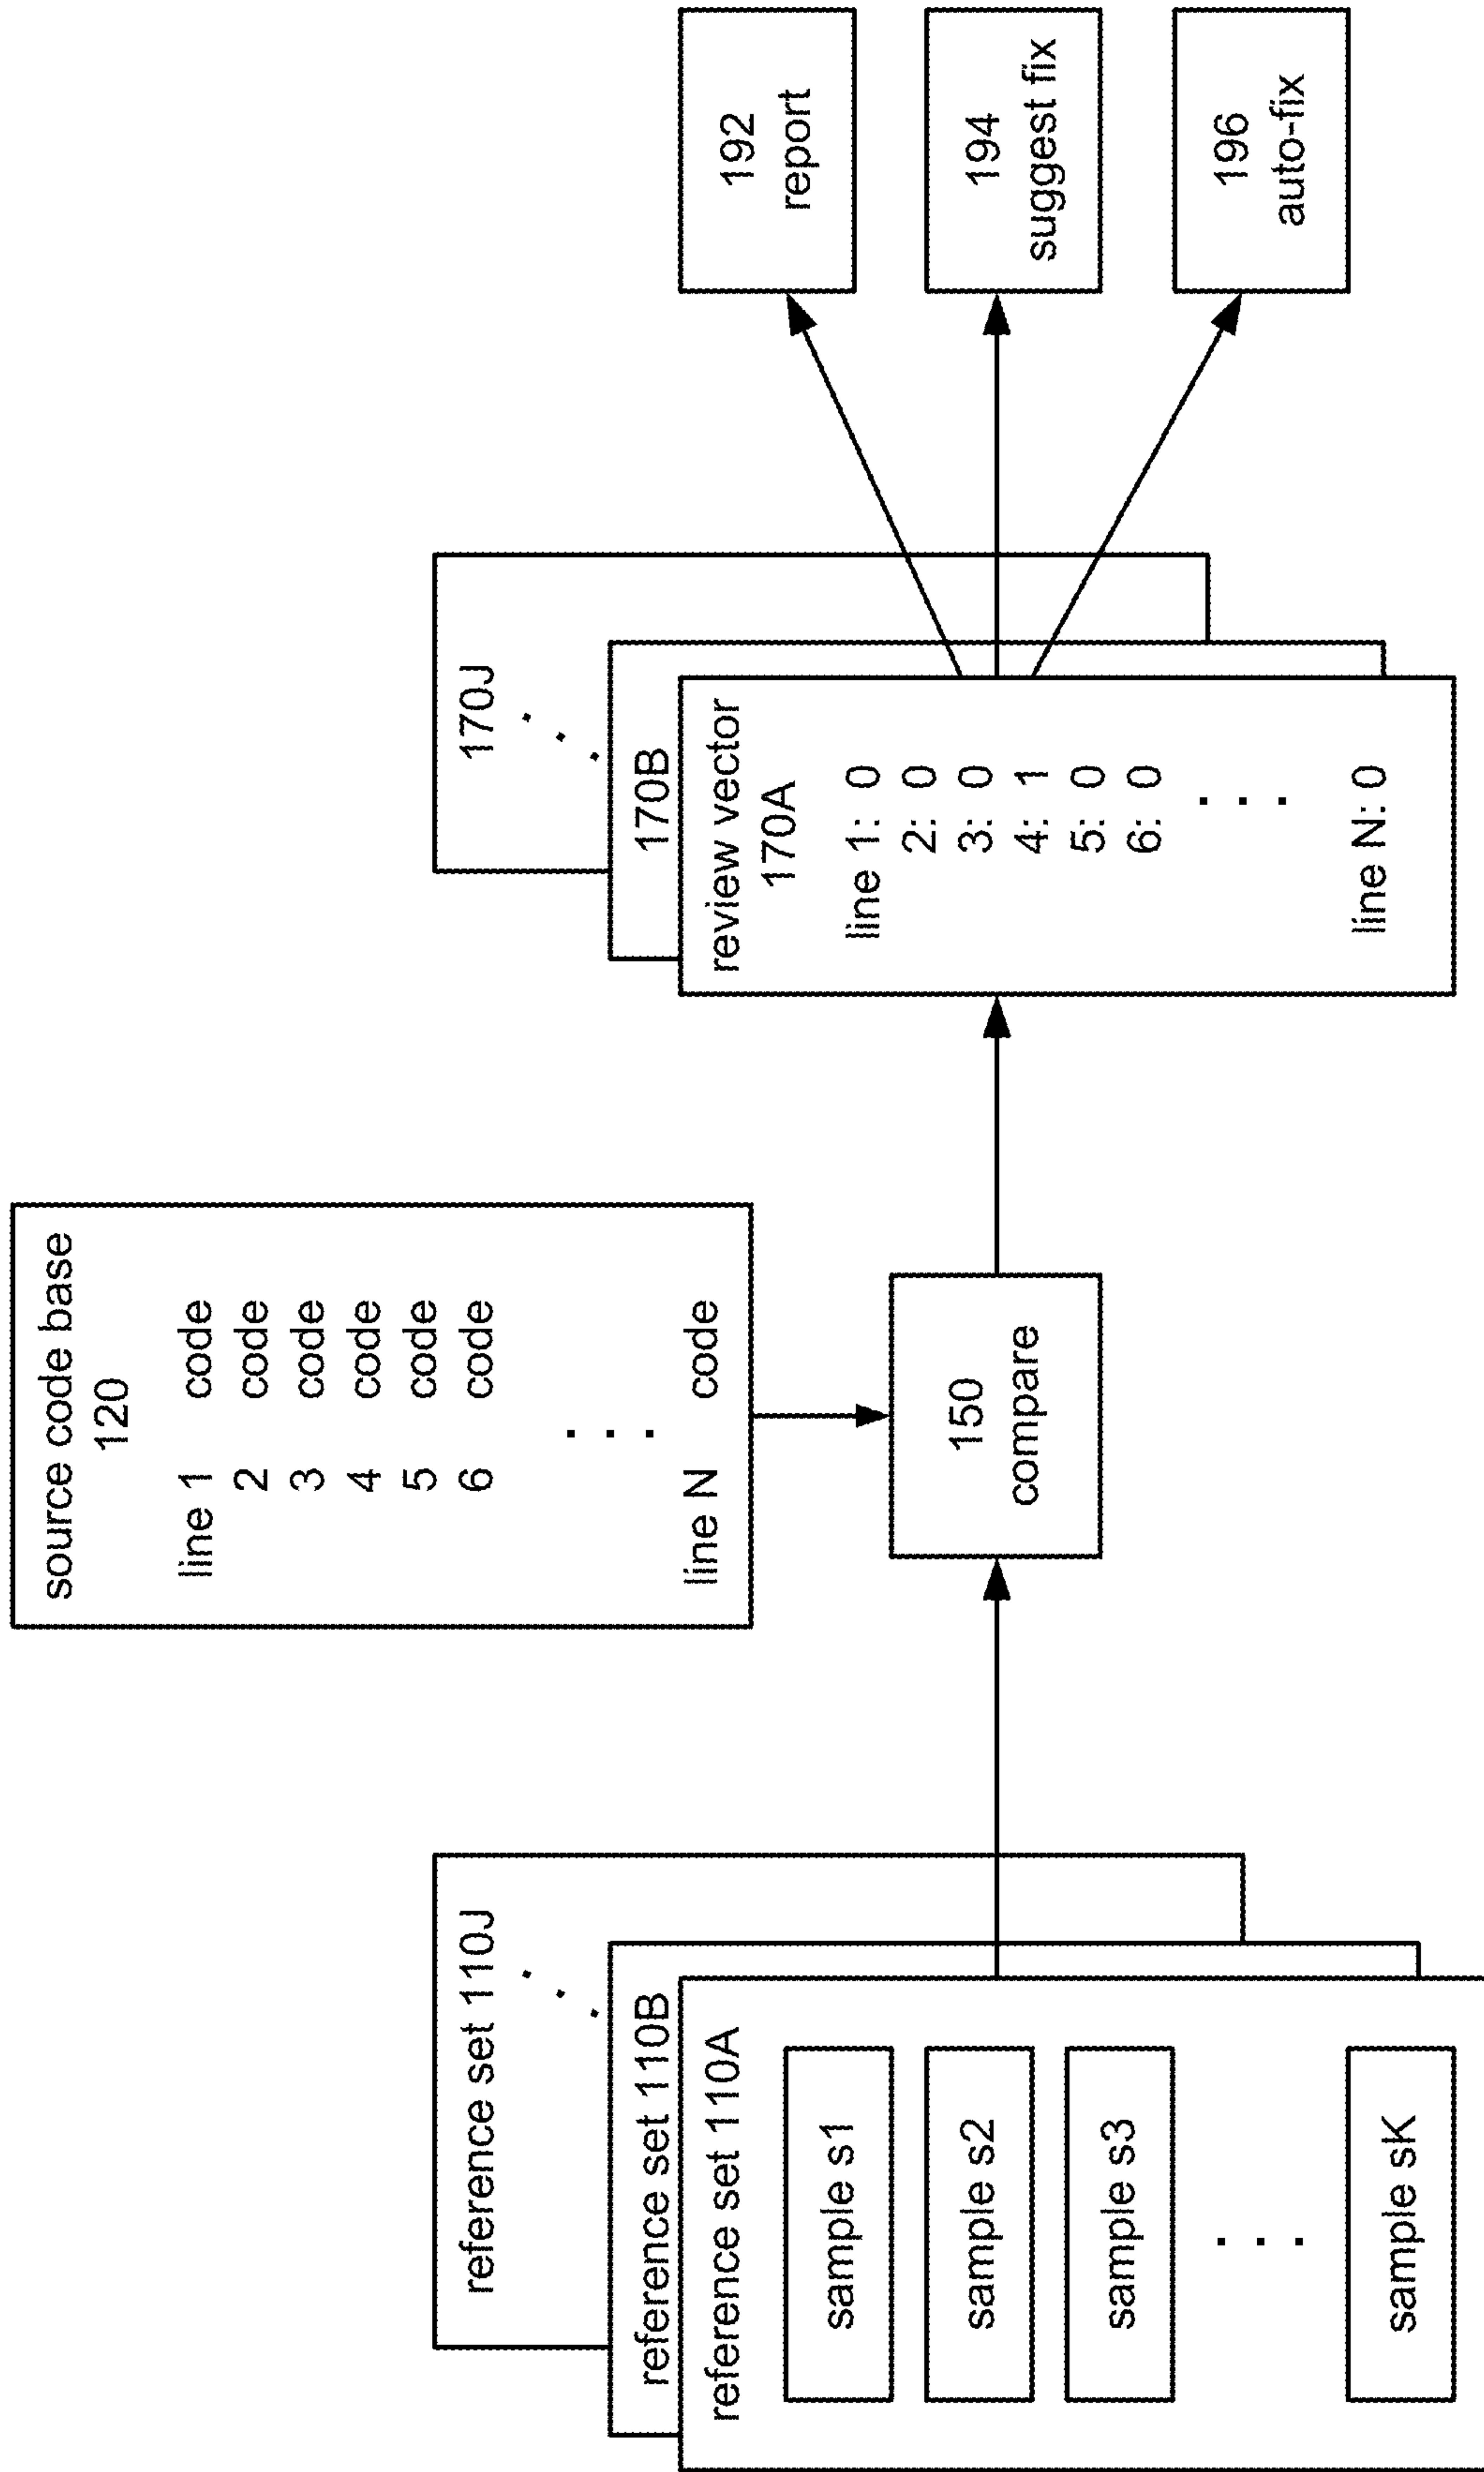 reference set 110J
reference set 110B
reference set 110A
sample s1
sample s2
sample s3
. . .
sample sK
source code base
120
line 1 code
2 code
3 code
4 code
5 code
6 code
. . .
line N code
150
compare
170J
170B
review vector
170A
line 1: 0
2: 0
3: 0
4: 1
5: 0
6: 0
. . .
line N: 0
192
report
194
suggest fix
196
auto-fix